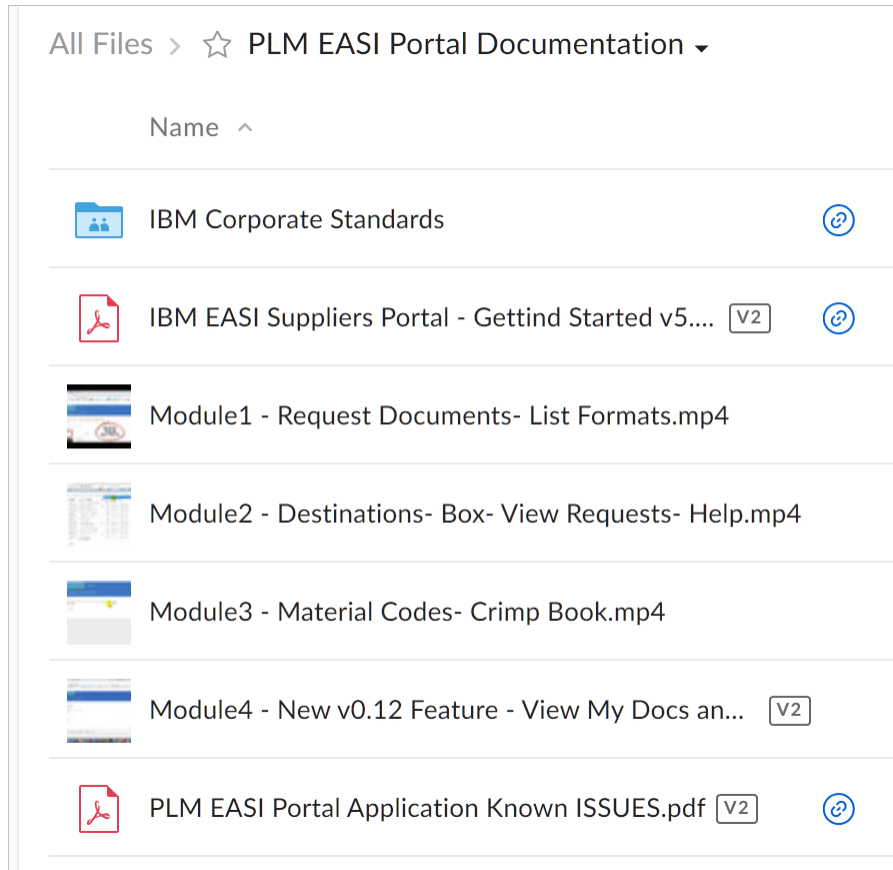 All Files > ☆ PLM EASI Portal Documentation
Name
IBM Corporate Standards
IBM EASI Suppliers Portal - Gettind Started v5.... V2
Module1 - Request Documents- List Formats.mp4
Module2 - Destinations- Box- View Requests- Help.mp4
Module3 - Material Codes- Crimp Book.mp4
Module4 - New v0.12 Feature - View My Docs an... V2
PLM EASI Portal Application Known ISSUES.pdf V2